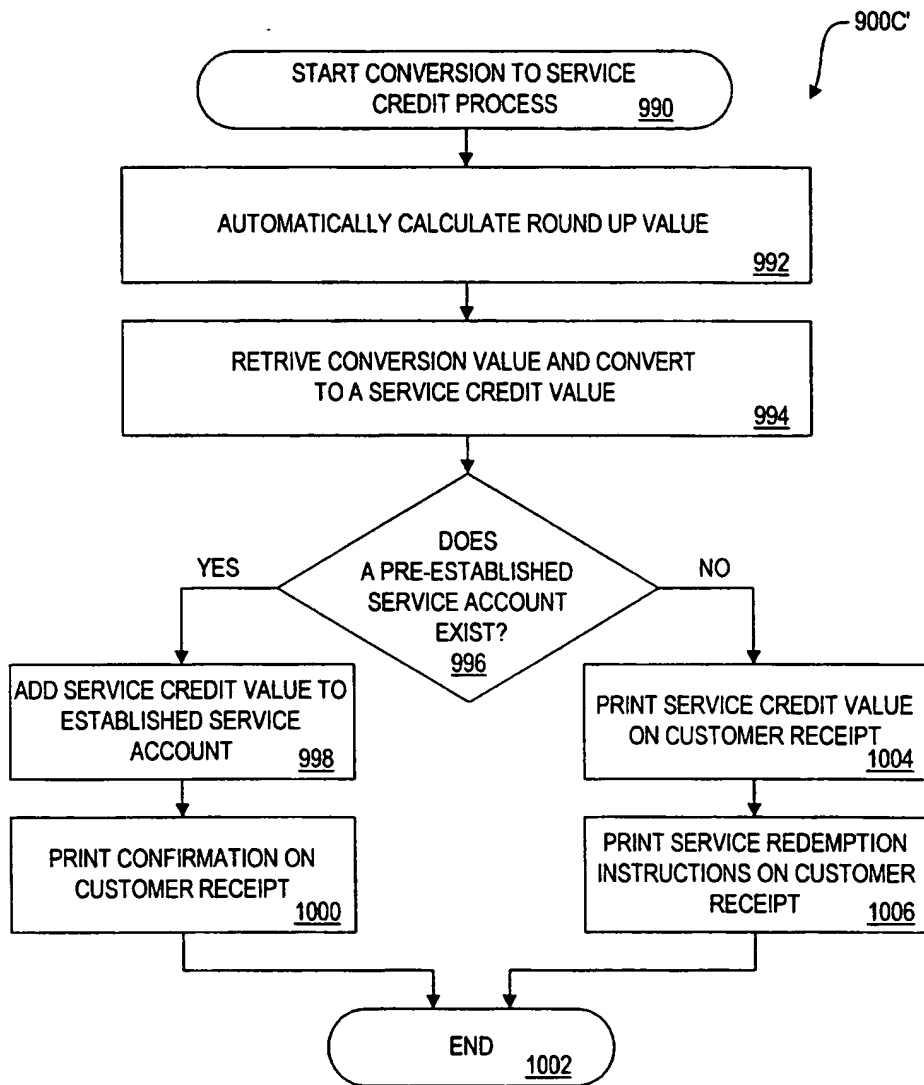 900C'
START CONVERSION TO SERVICE
CREDIT PROCESS
990
AUTOMATICALLY CALCULATE ROUND UP VALUE
992
RETRIVE CONVERSION VALUE AND CONVERT
TO A SERVICE CREDIT VALUE
994
DOES
A PRE-ESTABLISHED
SERVICE ACCOUNT
EXIST?
996
YES
NO
ADD SERVICE CREDIT VALUE TO
ESTABLISHED SERVICE
ACCOUNT
998
PRINT SERVICE CREDIT VALUE
ON CUSTOMER RECEIPT
1004
PRINT CONFIRMATION ON
CUSTOMER RECEIPT
1000
PRINT SERVICE REDEMPTION
INSTRUCTIONS ON CUSTOMER
RECEIPT
1006
END
1002